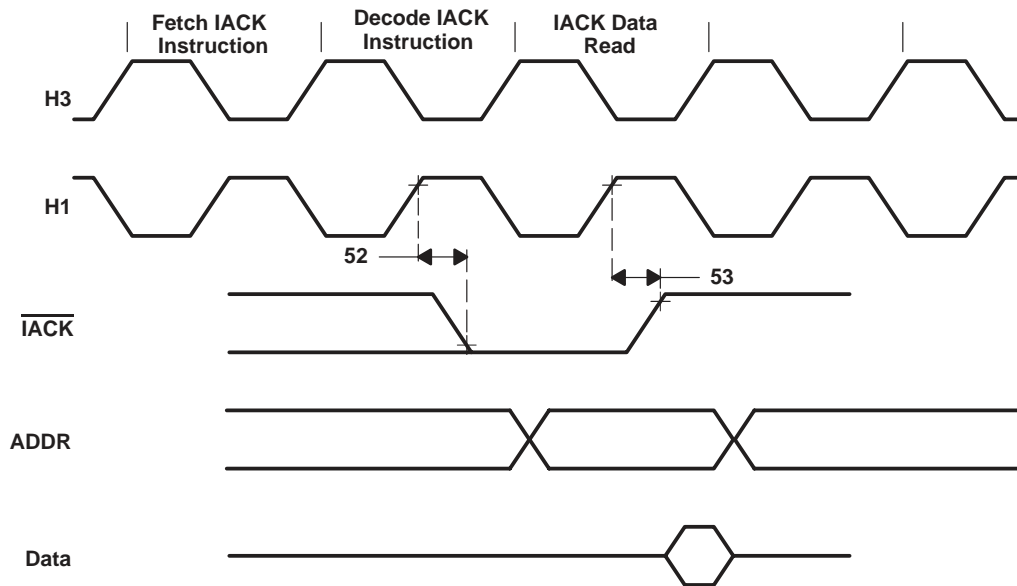 Fetch IACK
Instruction
Decode IACK
Instruction
IACK Data
Read
H3
H1
52
53
IACK
ADDR
Data